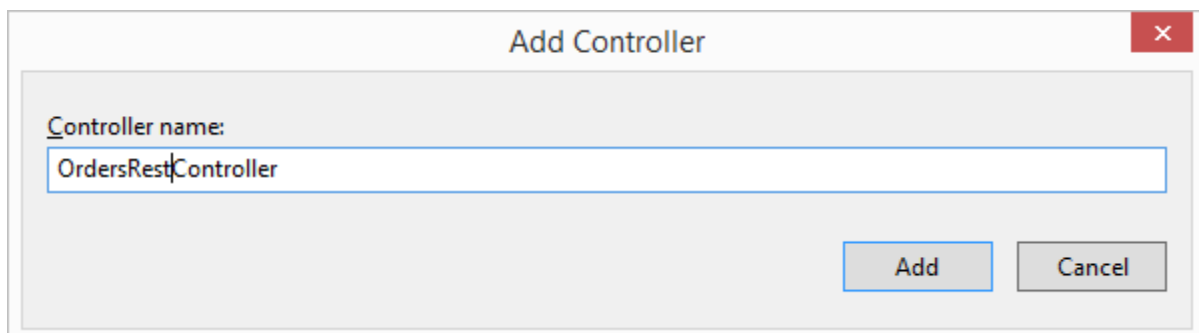 Add Controller
Controller name:
OrdersRestController
Add Cancel